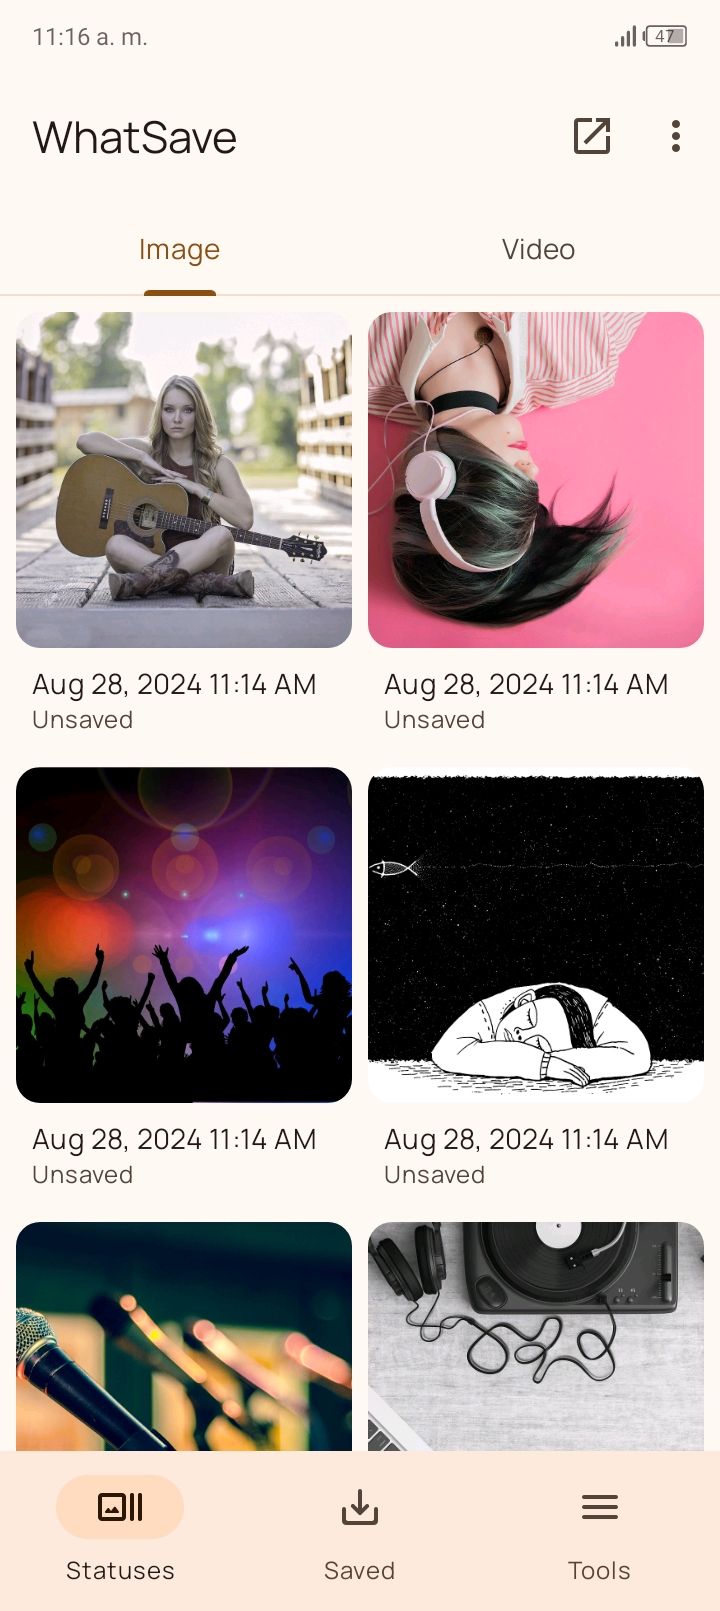 11:16 a. m.
47
WhatSave
Image
Video
Aug 28, 2024 11:14 AM
Unsaved
Aug 28, 2024 11:14 AM
Unsaved
Aug 28, 2024 11:14 AM
Unsaved
Aug 28, 2024 11:14 AM
Unsaved
Statuses
Saved
Tools